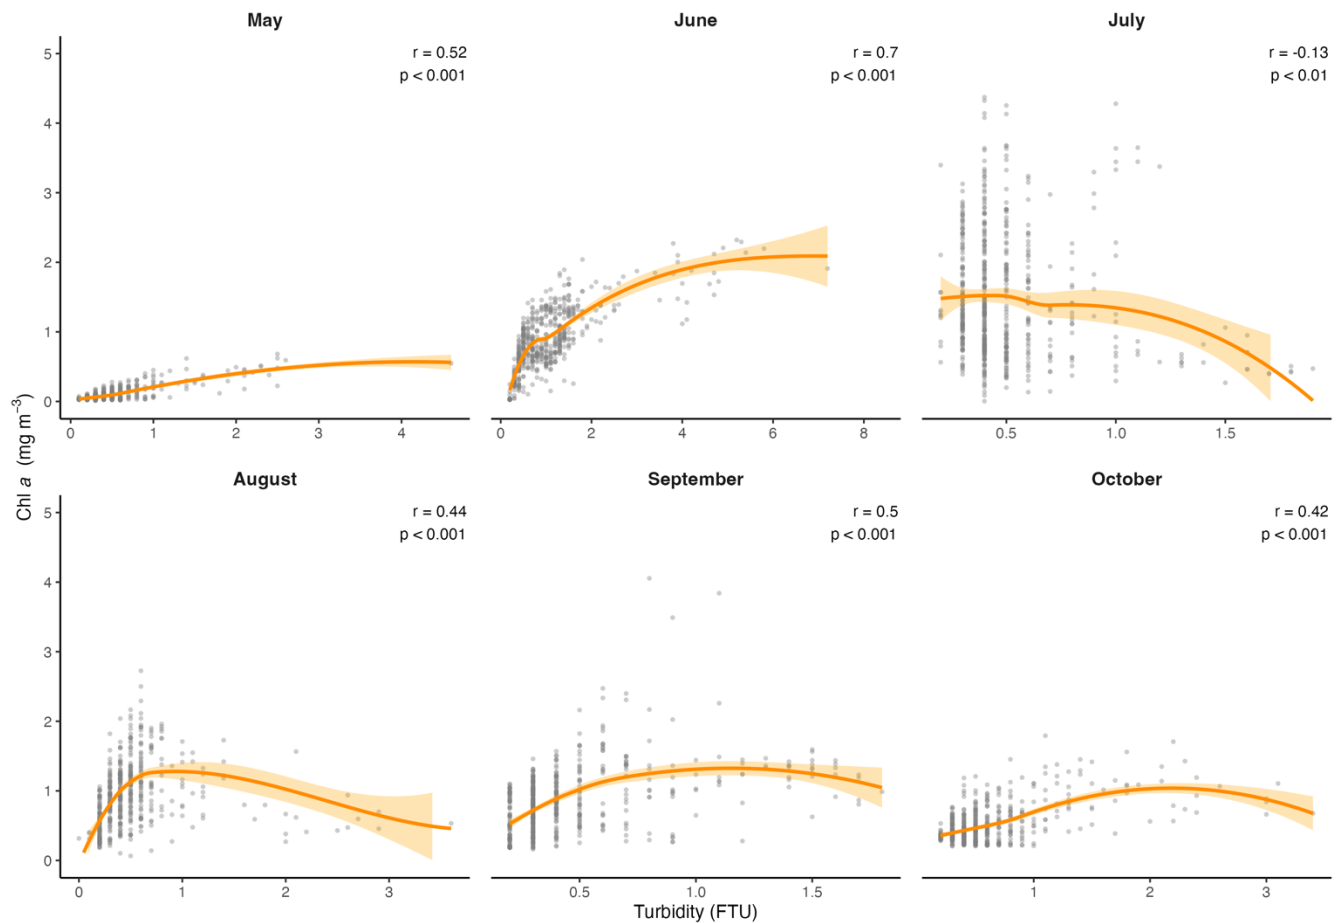 May
June
July
r = 0.52
p < 0.001
r = 0.7
p < 0.001
r = -0.13
p < 0.01
5
4
3
2
1
0
0 1 2 3 4
0 2 4 6 8
0.5 1.0 1.5
Chl a (mg m⁻³)
August
September
October
r = 0.44
p < 0.001
r = 0.5
p < 0.001
r = 0.42
p < 0.001
5
4
3
2
1
0
0 1 2 3
0.5 1.0 1.5
1 2 3
Turbidity (FTU)